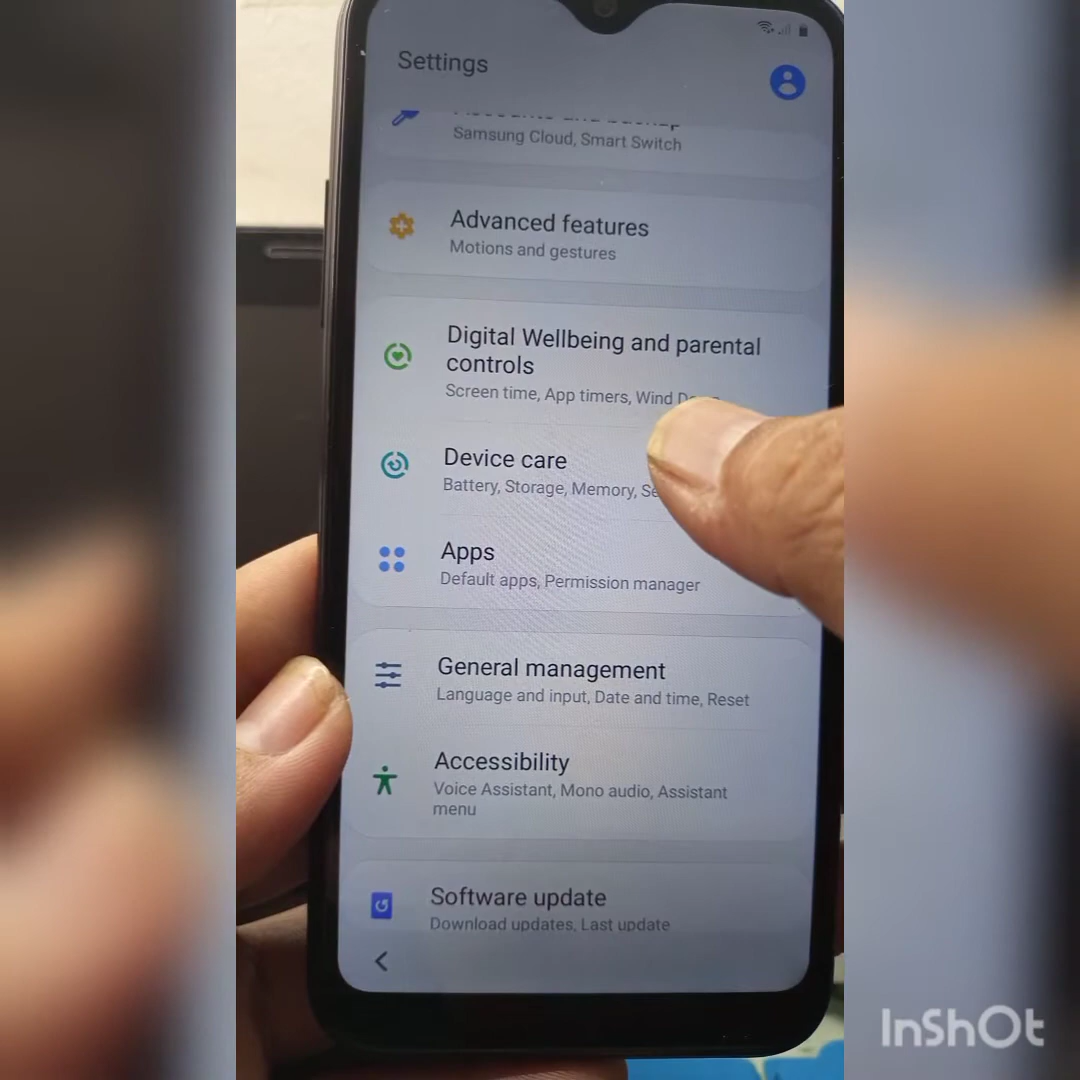 Settings
Samsung Cloud, Smart Switch
Advanced features
Motions and gestures
Digital Wellbeing and parental
controls
Screen time, App timers, Wind
Device care
Battery, Storage, Memory,
Apps
Default apps, Permission manager
General management
Language and input, Date and time, Reset
Accessibility
Voice Assistant, Mono audio, Assistant
menu
Software update
Download updates, Last update
InShOt